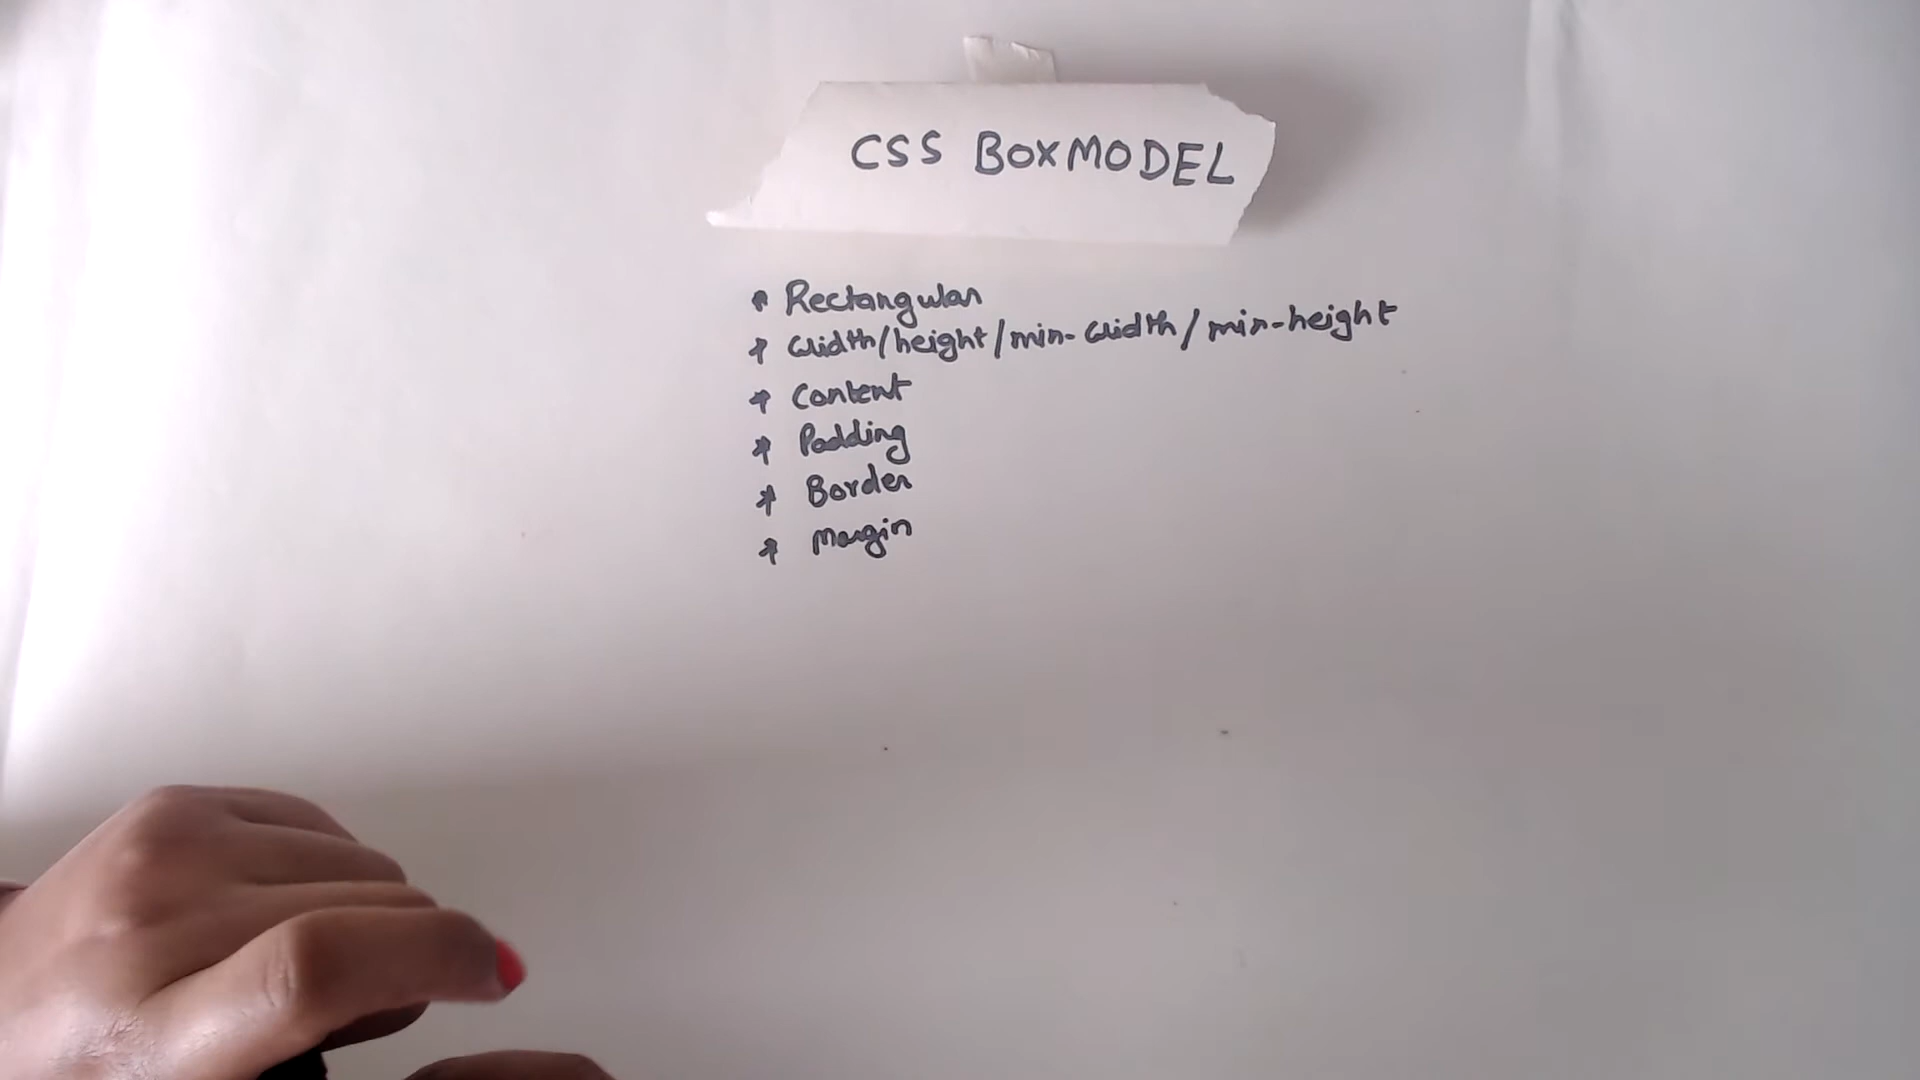 CSS BOXMODEL
* Rectangular
* width/height/min-width/min-height
* Content
* Padding
* Border
* Margin